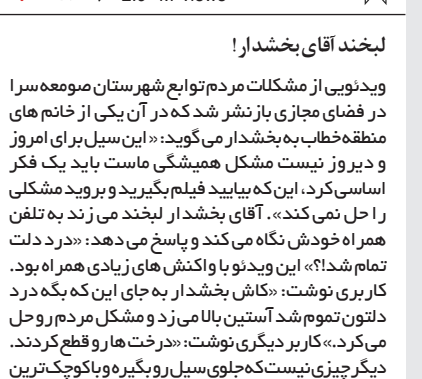 لبخند آقای بخشدار!
ویدئویی از مشکلات مردم توابع شهرستان صومعه سرا
در فضای مجازی بازنشر شد که در آن یکی از خانم های
منطقه خطاب به بخشدار می گوید: «این سیل برای امروز
و دیروز نیست مشکل همیشگی ماست باید یک فکر
اساسی کرد، این که بیایید فیلم بگیرید و بروید مشکلی
را حل نمی کند». آقای بخشدار لبخند می زند به تلفن
همراه خودش نگاه می کند و پاسخ می دهد: «درد دلت
تمام شد!؟» این ویدئو با واکنش های زیادی همراه بود.
کاربری نوشت: «کاش بخشدار به جای این که بگه درد
دلتون تموم شد آستین بالا می زد و مشکل مردم رو حل
می کرد.» کاربر دیگری نوشت: «درخت ها رو قطع کردند.
دیگر چیزی نیست که جلوی سیل رو بگیره و با کوچک ترین